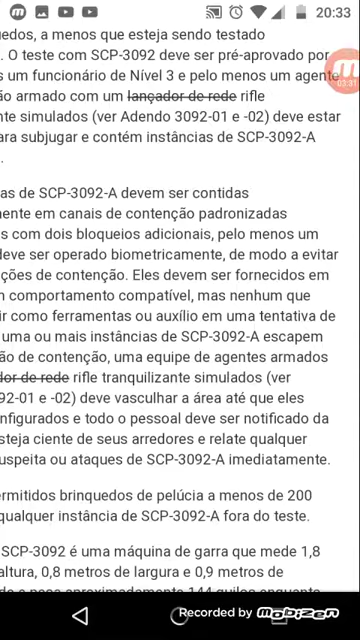 20:33
uedos, a menos que esteja sendo testado
. O teste com SCP-3092 deve ser pré-aprovado por
s um funcionário de Nível 3 e pelo menos um agente
ão armado com um lançador de rede rifle
nte simulados (ver Adendo 3092-01 e -02) deve estar
ara subjugar e contém instâncias de SCP-3092-A
.
03:31
as de SCP-3092-A devem ser contidas
mente em canais de contenção padronizadas
s com dois bloqueios adicionais, pelo menos um
deve ser operado biometricamente, de modo a evitar
ções de contenção. Eles devem ser fornecidos em
m comportamento compatível, mas nenhum que
ir como ferramentas ou auxílio em uma tentativa de
uma ou mais instâncias de SCP-3092-A escapem
ão de contenção, uma equipe de agentes armados
dor de rede rifle tranquilizante simulados (ver
92-01 e -02) deve vasculhar a área até que eles
nfigurados e todo o pessoal deve ser notificado da
steja ciente de seus arredores e relate qualquer
uspeita ou ataques de SCP-3092-A imediatamente.
ermitidos brinquedos de pelúcia a menos de 200
qualquer instância de SCP-3092-A fora do teste.
SCP-3092 é uma máquina de garra que mede 1,8
altura, 0,8 metros de largura e 0,9 metros de
144 quilos enquanto
Recorded by mobizen